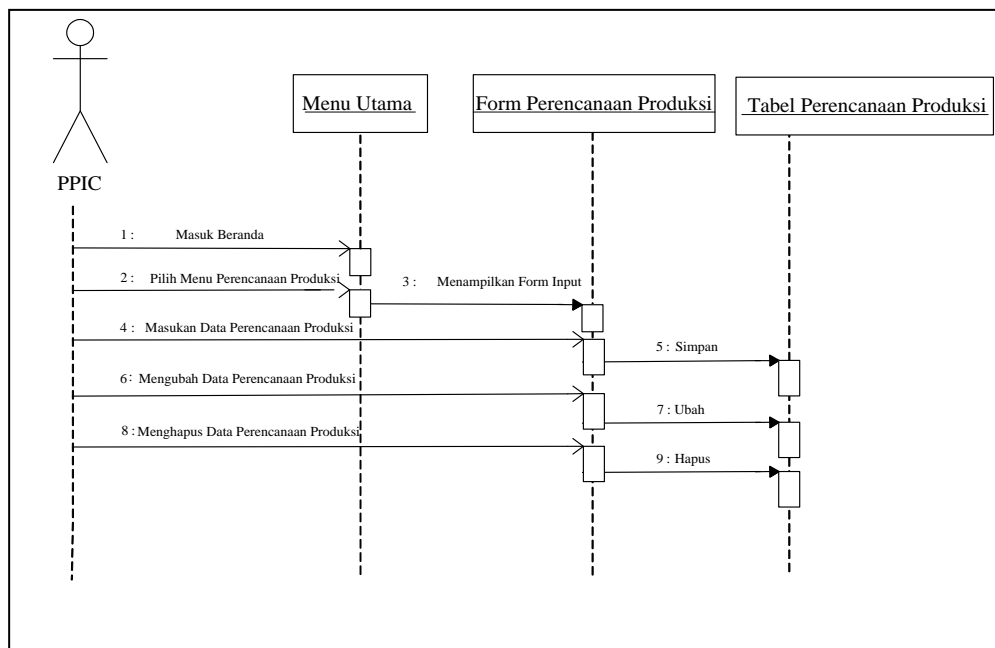 Menu Utama
Form Perencanaan Produksi
Tabel Perencanaan Produksi
PPIC
1 : Masuk Beranda
2 : Pilih Menu Perencanaan Produksi
3 : Menampilkan Form Input
4 : Masukan Data Perencanaan Produksi
5 : Simpan
6 : Mengubah Data Perencanaan Produksi
7 : Ubah
8 : Menghapus Data Perencanaan Produksi
9 : Hapus